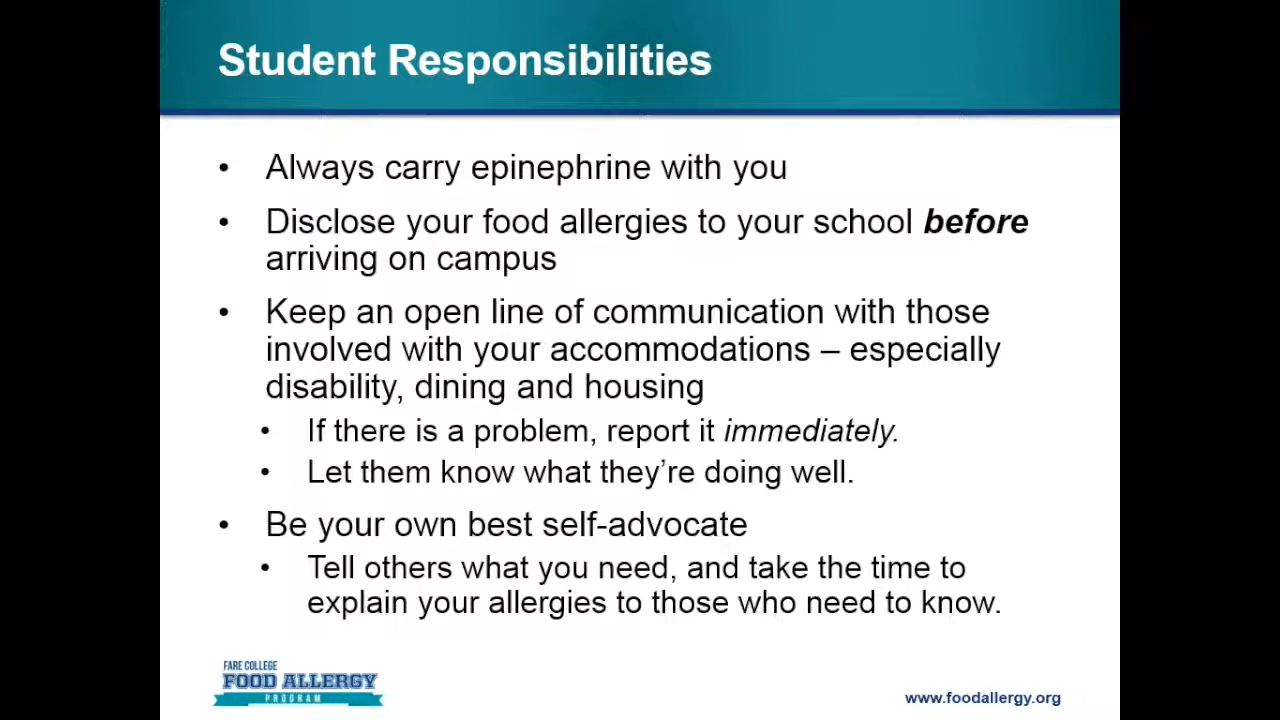 Student Responsibilities
• Always carry epinephrine with you
• Disclose your food allergies to your school before
arriving on campus
• Keep an open line of communication with those
involved with your accommodations – especially
disability, dining and housing
• If there is a problem, report it immediately.
• Let them know what they’re doing well.
• Be your own best self-advocate
• Tell others what you need, and take the time to
explain your allergies to those who need to know.
FARE COLLEGE
FOOD ALLERGY
PROGRAM
www.foodallergy.org